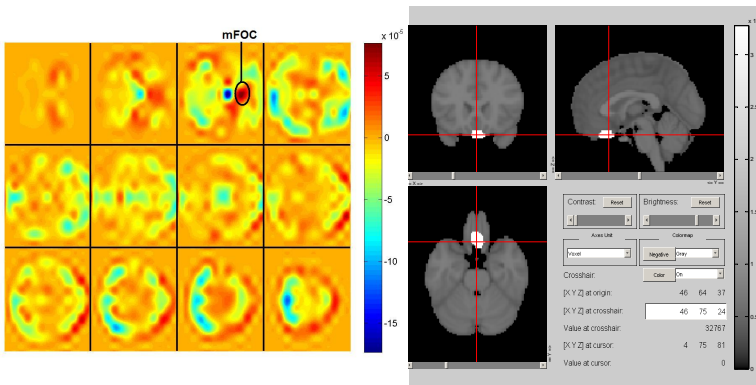 mFOC
x 10⁻⁵
5
0
-5
-10
-15
<< X >>
<< Z >>
<< Y >>
Contrast:
Reset
Brightness:
Reset
Axes Unit
Colormap
Voxel
Negative
Gray
Crosshair:
Color
On
[X Y Z] at origin:
46 64 37
[X Y Z] at crosshair:
46 75 24
Value at crosshair:
32767
[X Y Z] at cursor:
4 75 81
Value at cursor:
0